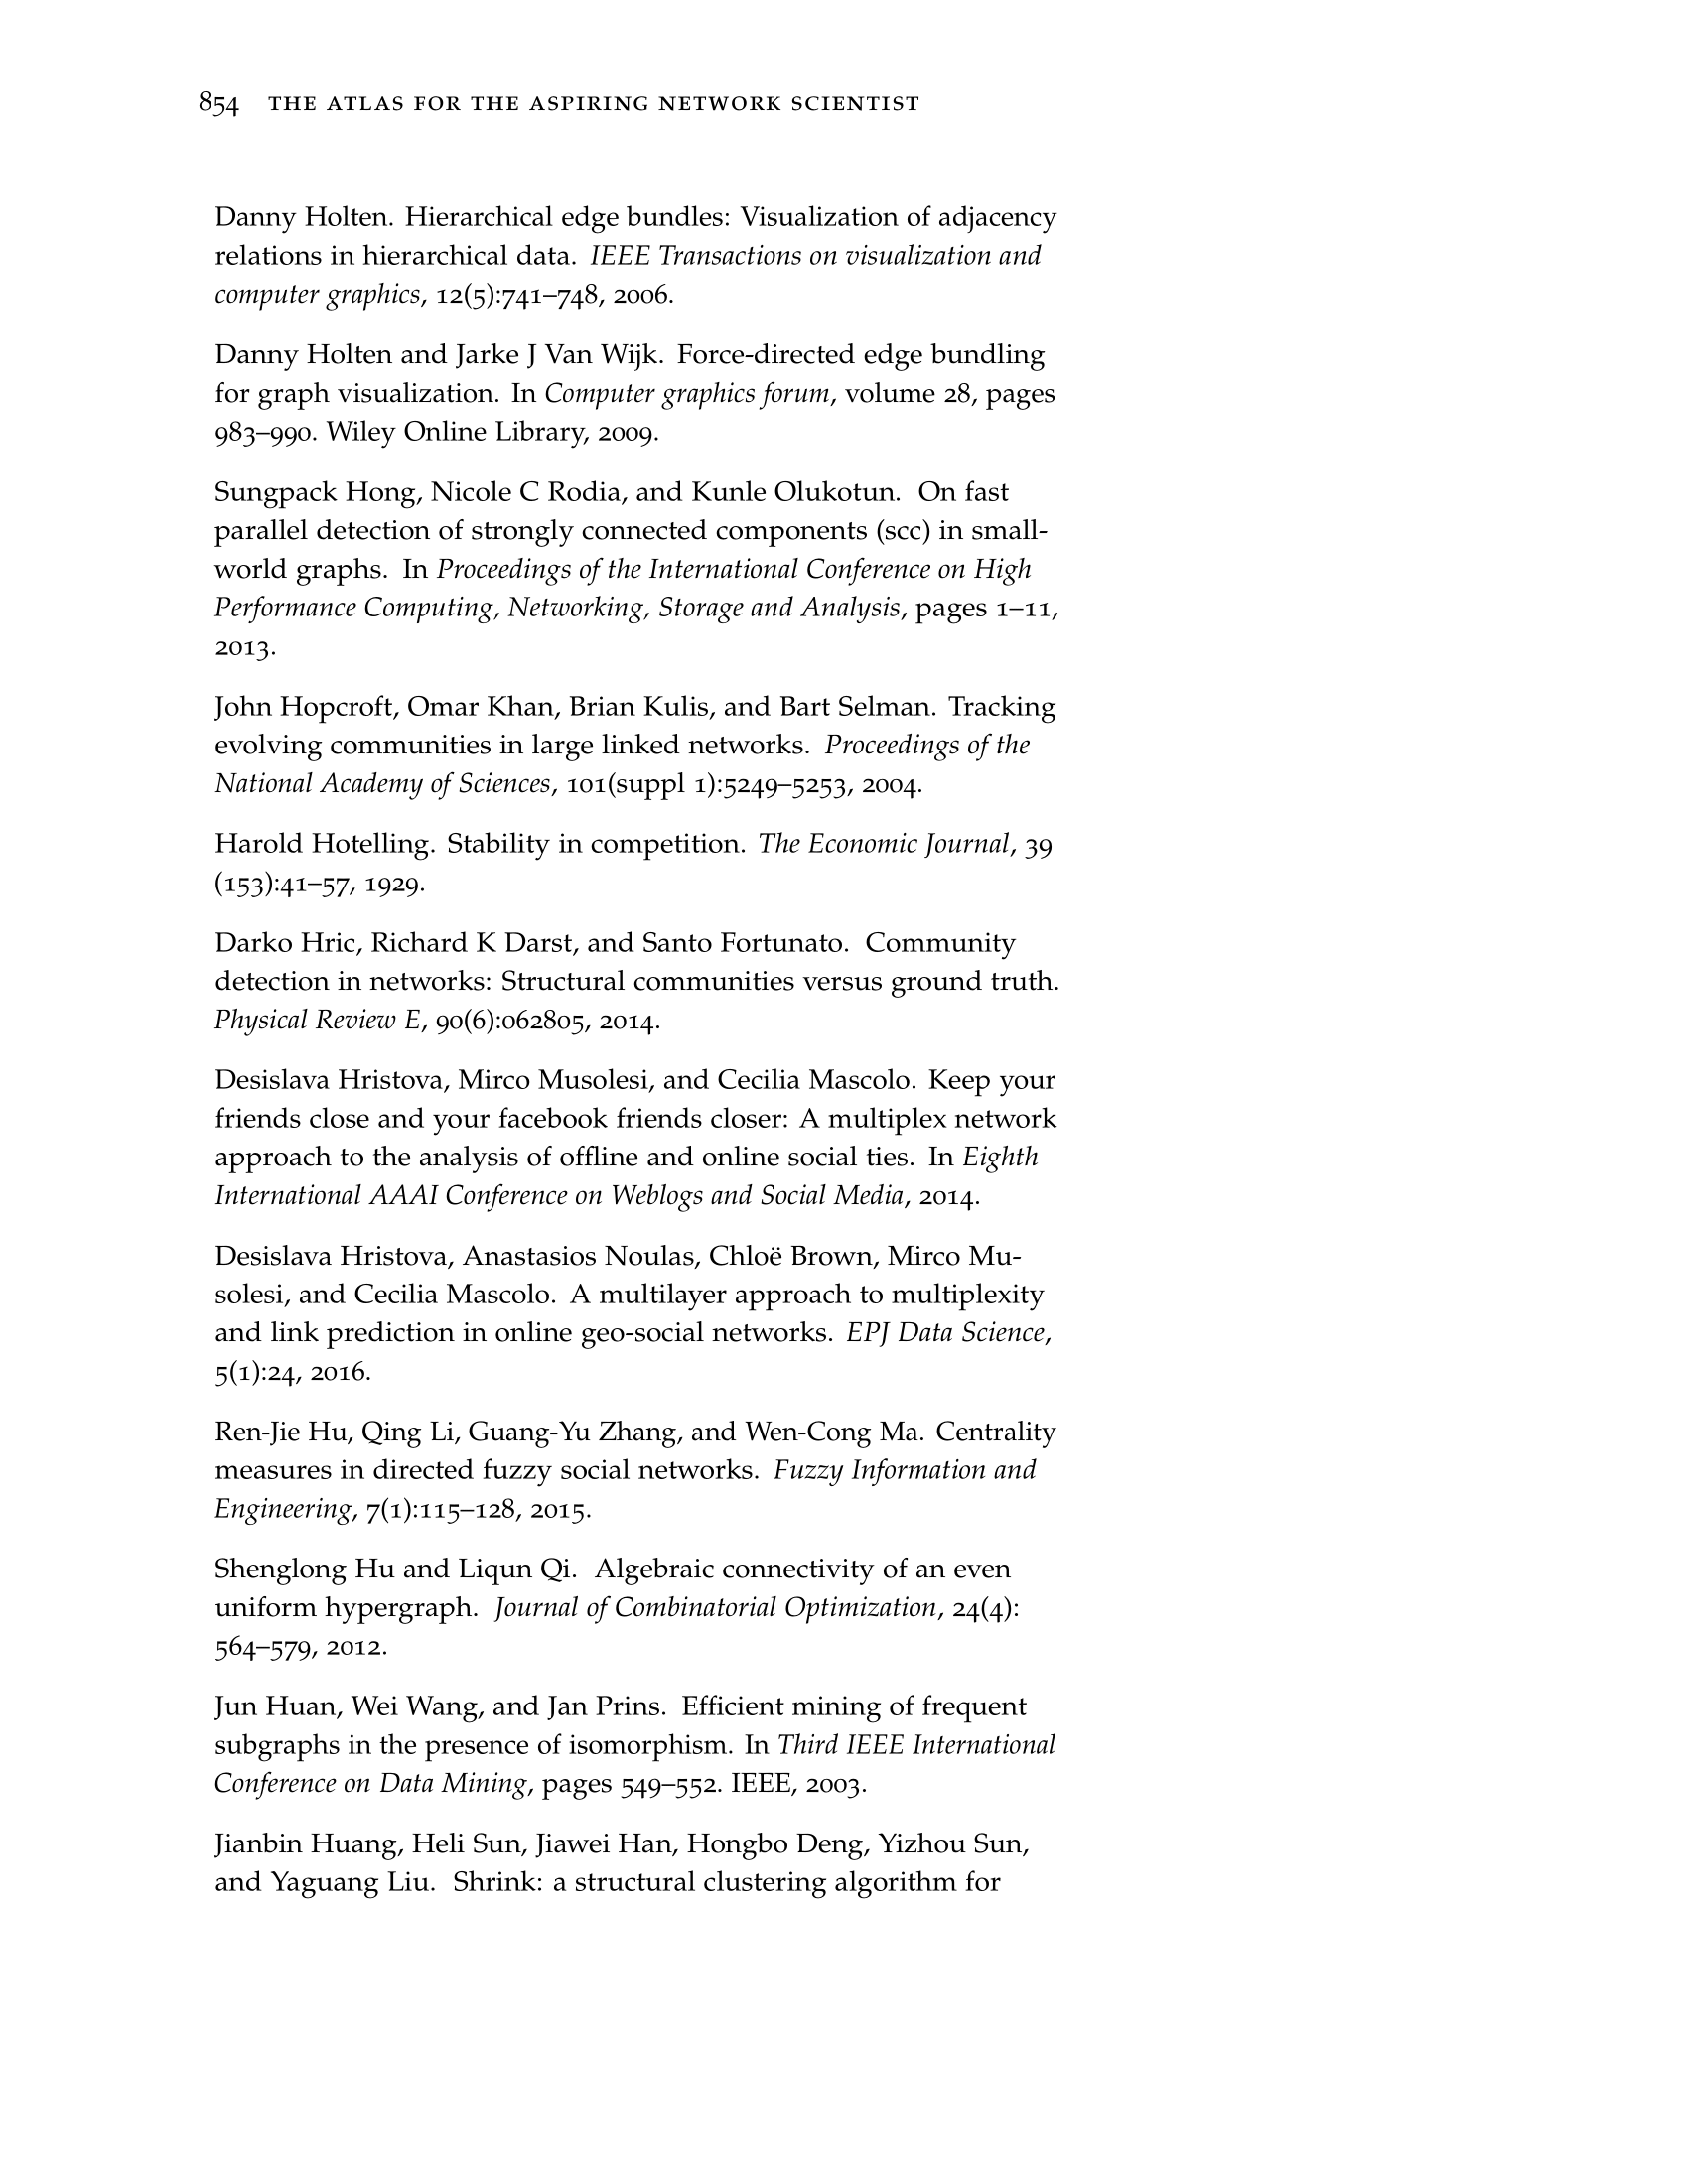 854 THE ATLAS FOR THE ASPIRING NETWORK SCIENTIST
Danny Holten. Hierarchical edge bundles: Visualization of adjacency
relations in hierarchical data. IEEE Transactions on visualization and
computer graphics, 12(5):741–748, 2006.
Danny Holten and Jarke J Van Wijk. Force-directed edge bundling
for graph visualization. In Computer graphics forum, volume 28, pages
983–990. Wiley Online Library, 2009.
Sungpack Hong, Nicole C Rodia, and Kunle Olukotun. On fast
parallel detection of strongly connected components (scc) in small-
world graphs. In Proceedings of the International Conference on High
Performance Computing, Networking, Storage and Analysis, pages 1–11,
2013.
John Hopcroft, Omar Khan, Brian Kulis, and Bart Selman. Tracking
evolving communities in large linked networks. Proceedings of the
National Academy of Sciences, 101(suppl 1):5249–5253, 2004.
Harold Hotelling. Stability in competition. The Economic Journal, 39
(153):41–57, 1929.
Darko Hric, Richard K Darst, and Santo Fortunato. Community
detection in networks: Structural communities versus ground truth.
Physical Review E, 90(6):062805, 2014.
Desislava Hristova, Mirco Musolesi, and Cecilia Mascolo. Keep your
friends close and your facebook friends closer: A multiplex network
approach to the analysis of offline and online social ties. In Eighth
International AAAI Conference on Weblogs and Social Media, 2014.
Desislava Hristova, Anastasios Noulas, Chloë Brown, Mirco Mu-
solesi, and Cecilia Mascolo. A multilayer approach to multiplexity
and link prediction in online geo-social networks. EPJ Data Science,
5(1):24, 2016.
Ren-Jie Hu, Qing Li, Guang-Yu Zhang, and Wen-Cong Ma. Centrality
measures in directed fuzzy social networks. Fuzzy Information and
Engineering, 7(1):115–128, 2015.
Shenglong Hu and Liqun Qi. Algebraic connectivity of an even
uniform hypergraph. Journal of Combinatorial Optimization, 24(4):
564–579, 2012.
Jun Huan, Wei Wang, and Jan Prins. Efficient mining of frequent
subgraphs in the presence of isomorphism. In Third IEEE International
Conference on Data Mining, pages 549–552. IEEE, 2003.
Jianbin Huang, Heli Sun, Jiawei Han, Hongbo Deng, Yizhou Sun,
and Yaguang Liu. Shrink: a structural clustering algorithm for